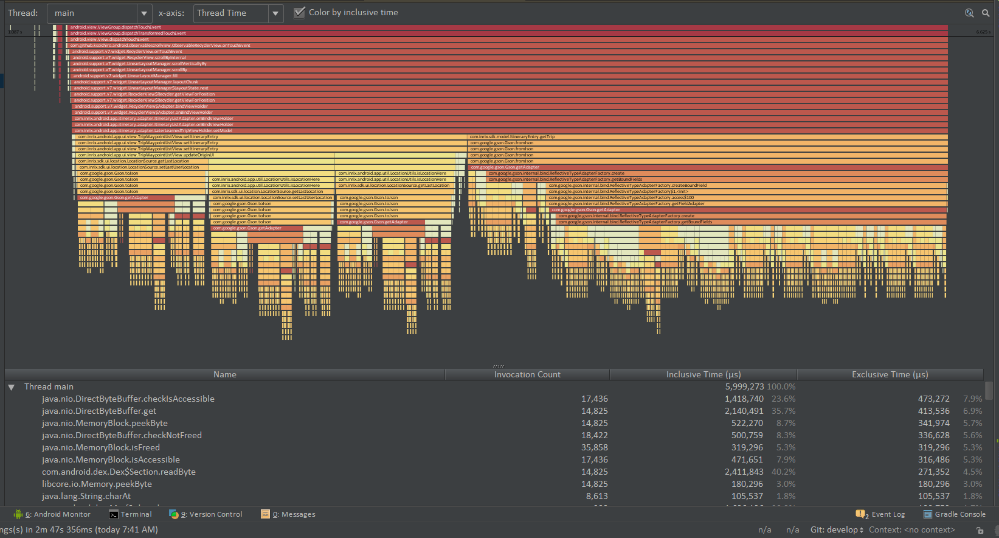 Thread: main x-axis: Thread Time Color by inclusive time
android.view.ViewGroup.dispatchTouchEvent
1.087 s android.view.ViewGroup.dispatchTransformedTouchEvent 6.625 s
android.view.View.dispatchTouchEvent
com.github.ksoichiro.android.observablescrollview.ObservableRecyclerView.onTouchEvent
android.support.v7.widget.RecyclerView.onTouchEvent
android.support.v7.widget.RecyclerView.scrollByInternal
android.support.v7.widget.LinearLayoutManager.scrollVerticallyBy
android.support.v7.widget.LinearLayoutManager.scrollBy
android.support.v7.widget.LinearLayoutManager.fill
android.support.v7.widget.LinearLayoutManager.layoutChunk
android.support.v7.widget.LinearLayoutManager$LayoutState.next
android.support.v7.widget.RecyclerView$Recycler.getViewForPosition
android.support.v7.widget.RecyclerView$Recycler.getViewForPosition
android.support.v7.widget.RecyclerView$Adapter.bindViewHolder
android.support.v7.widget.RecyclerView$Adapter.onBindViewHolder
com.inrix.android.app.itinerary.adapter.ItineraryListAdapter.onBindViewHolder
com.inrix.android.app.itinerary.adapter.ItineraryListAdapter.onBindViewHolder
com.inrix.android.app.itinerary.adapter.LaterLearnedTripViewHolder.setModel
com.inrix.android.app.ui.view.TripWaypointListView.setItineraryEntry com.inrix.sdk.model.ItineraryEntry.getTrip
com.inrix.android.app.ui.view.TripWaypointListView.setItineraryEntry com.google.gson.Gson.fromJson
com.inrix.android.app.ui.view.TripWaypointListView.setItineraryEntry com.google.gson.Gson.fromJson
com.inrix.android.app.ui.view.TripWaypointListView.updateOriginUI com.google.gson.Gson.fromJson
com.inrix.sdk.ui.location.LocationSource.getLastLocation com.google.gson.Gson.fromJson
com.inrix.sdk.ui.location.LocationSource.setLastUserLocation com.google.gson.Gson.getAdapter
com.google.gson.Gson.toJson com.inrix.android.app.util.LocationUtils.isLocationHere com.google.gson.internal.bind.ReflectiveTypeAdapterFactory.create
com.google.gson.Gson.toJson com.inrix.android.app.util.LocationUtils.isLocationHere com.inrix.android.app.util.LocationUtils.isLocationHere com.google.gson.internal.bind.ReflectiveTypeAdapterFactory.getBoundFields
com.google.gson.Gson.toJson com.inrix.android.app.util.LocationUtils.isLocationHere com.inrix.sdk.ui.location.LocationSource.getLastLocation com.google.gson.internal.bind.ReflectiveTypeAdapterFactory.createBoundField
com.google.gson.Gson.toJson com.inrix.sdk.ui.location.LocationSource.getLastLocation com.google.gson.internal.bind.ReflectiveTypeAdapterFactory$1.<init>
com.google.gson.Gson.getAdapter com.inrix.sdk.ui.location.LocationSource.setLastUserLocation com.google.gson.Gson.toJson com.google.gson.internal.bind.ReflectiveTypeAdapterFactory.access$100
com.google.gson.Gson.toJson com.google.gson.Gson.toJson com.google.gson.internal.bind.ReflectiveTypeAdapterFactory.getFieldAdapter
com.google.gson.Gson.toJson com.google.gson.Gson.toJson com.google.gson.Gson.getAdapter
com.google.gson.Gson.toJson com.google.gson.Gson.toJson com.google.gson.internal.bind.ReflectiveTypeAdapterFactory.create
com.google.gson.Gson.toJson com.google.gson.Gson.getAdapter com.google.gson.internal.bind.ReflectiveTypeAdapterFactory.getBoundFields
com.google.gson.Gson.getAdapter
Name Invocation Count Inclusive Time (µs) Exclusive Time (µs)
Thread main 5,999,273 100.0%
java.nio.DirectByteBuffer.checkIsAccessible 17,436 1,418,740 23.6% 473,272 7.9%
java.nio.DirectByteBuffer.get 14,825 2,140,491 35.7% 413,536 6.9%
java.nio.MemoryBlock.peekByte 14,825 522,270 8.7% 341,974 5.7%
java.nio.DirectByteBuffer.checkNotFreed 18,422 500,759 8.3% 336,628 5.6%
java.nio.MemoryBlock.isFreed 35,858 319,296 5.3% 319,296 5.3%
java.nio.MemoryBlock.isAccessible 17,436 471,651 7.9% 316,486 5.3%
com.android.dex.Dex$Section.readByte 14,825 2,411,843 40.2% 271,352 4.5%
libcore.io.Memory.peekByte 14,825 180,296 3.0% 180,296 3.0%
java.lang.String.charAt 8,613 105,537 1.8% 105,537 1.8%
6: Android Monitor Terminal 9: Version Control 0: Messages 2 Event Log Gradle Console
ngs(s) in 2m 47s 356ms (today 7:41 AM) n/a n/a Git: develop Context: <no context>